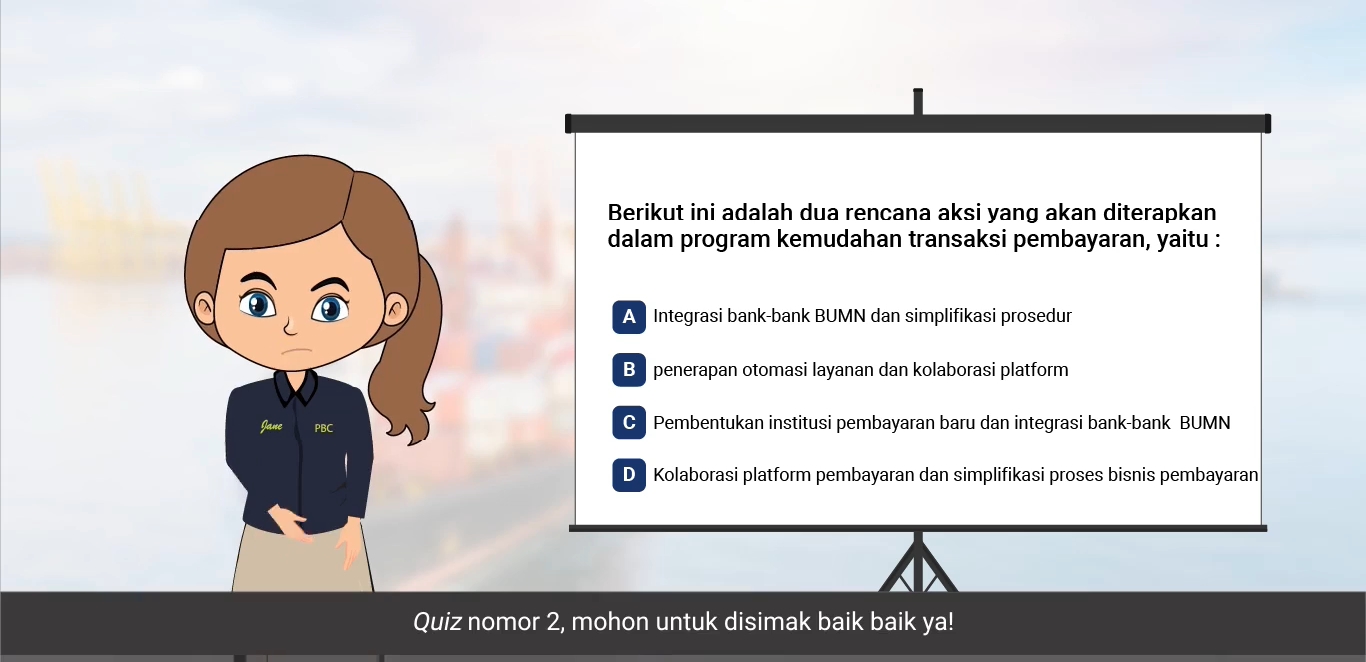 Berikut ini adalah dua rencana aksi yang akan diterapkan
dalam program kemudahan transaksi pembayaran, yaitu :
A Integrasi bank-bank BUMN dan simplifikasi prosedur
B penerapan otomasi layanan dan kolaborasi platform
C Pembentukan institusi pembayaran baru dan integrasi bank-bank BUMN
D Kolaborasi platform pembayaran dan simplifikasi proses bisnis pembayaran
Jane PBC
Quiz nomor 2, mohon untuk disimak baik baik ya!